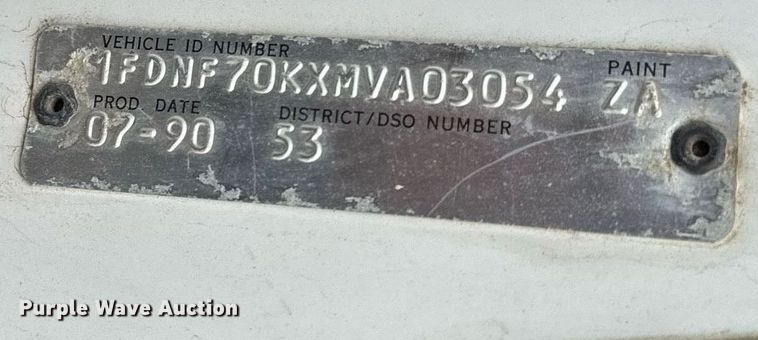 VEHICLE ID NUMBER
1FDNF70KXMVA03054
PAINT
ZA
PROD. DATE
07-90
DISTRICT/DSO NUMBER
53
Purple Wave Auction